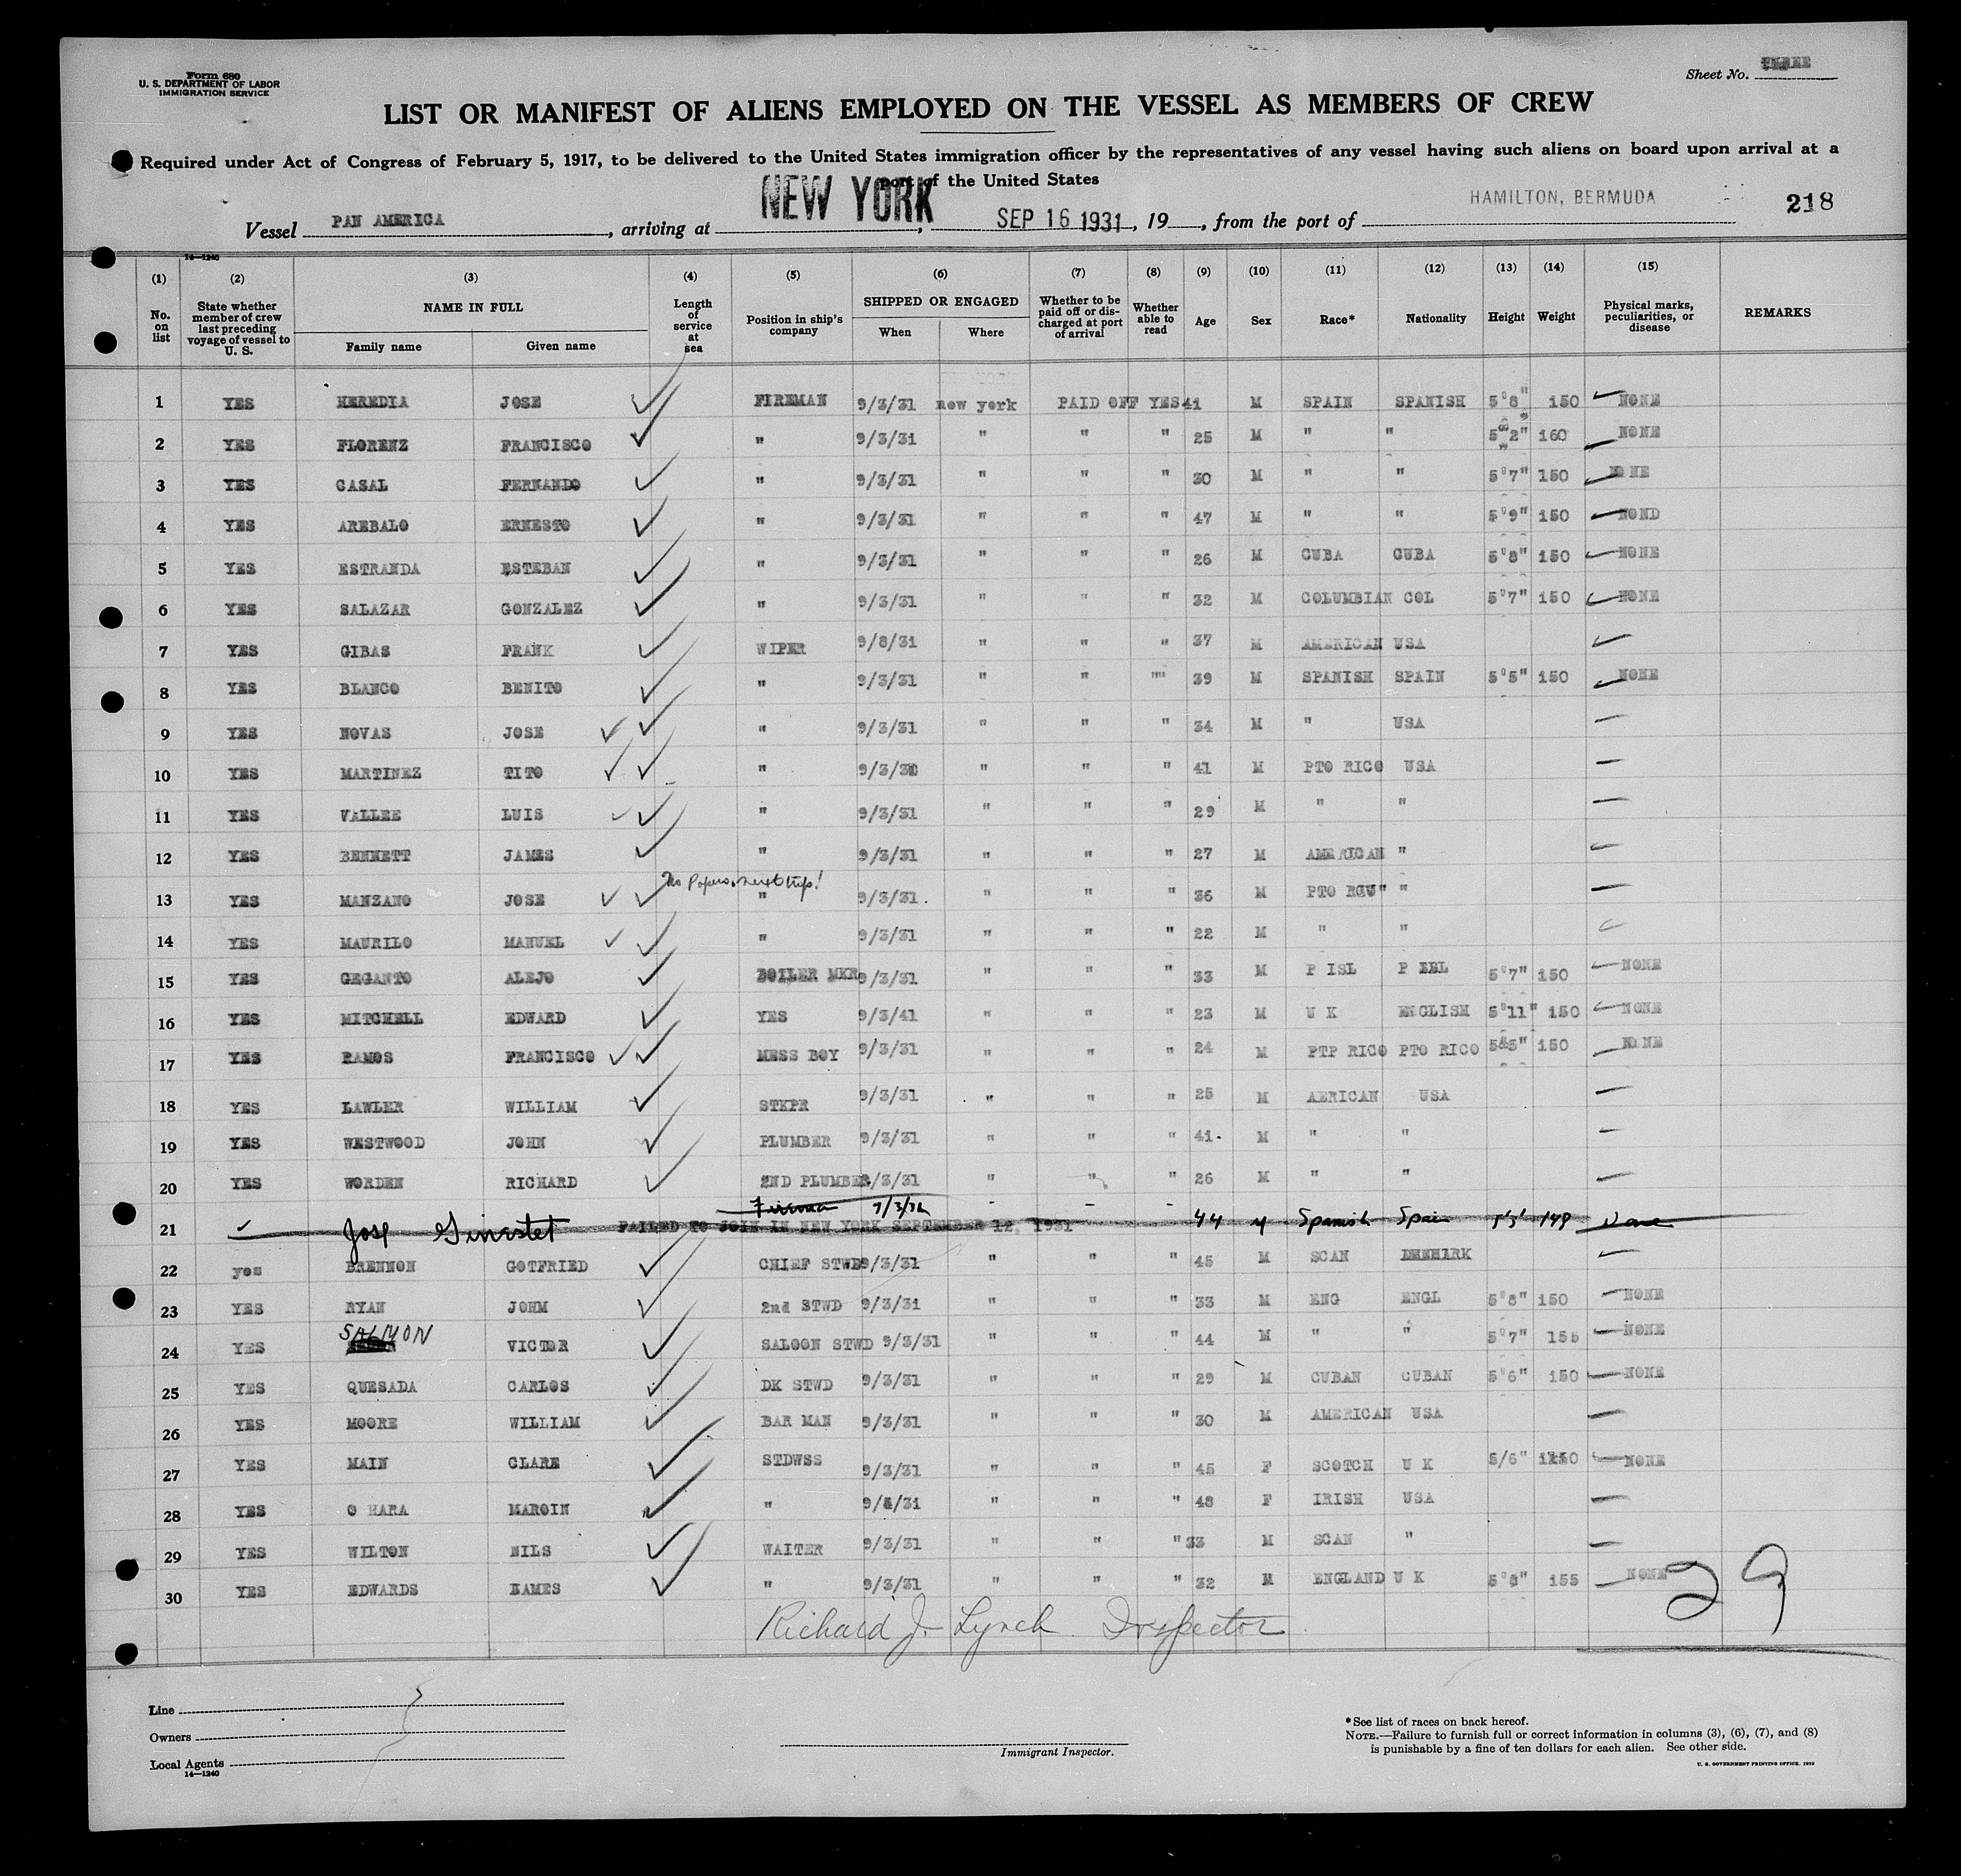 Form 680
U. S. DEPARTMENT OF LABOR
IMMIGRATION SERVICE
Sheet No. THREE
LIST OR MANIFEST OF ALIENS EMPLOYED ON THE VESSEL AS MEMBERS OF CREW
Required under Act of Congress of February 5, 1917, to be delivered to the United States immigration officer by the representatives of any vessel having such aliens on board upon arrival at a
port of the United States
Vessel PAN AMERICA, arriving at NEW YORK, SEP 16 1931, 19, from the port of HAMILTON, BERMUDA 218
14—1240
(1) (2) (3) (4) (5) (6) (7) (8) (9) (10) (11) (12) (13) (14) (15)
No. on list State whether member of crew last preceding voyage of vessel to U. S. NAME IN FULL Family name Given name Length of service at sea Position in ship's company SHIPPED OR ENGAGED When Where Whether to be paid off or discharged at port of arrival Whether able to read Age Sex Race* Nationality Height Weight Physical marks, peculiarities, or disease REMARKS
1 YES HEREDIA JOSE FIREMAN 9/3/31 new york PAID OFF YES 41 M SPAIN SPANISH 5'8" 150 NONE
2 YES FLORENZ FRANCISCO " 9/3/31 " " " 25 M " " 160 NONE
3 YES CASAL FERNANDO " 9/3/31 " " " 30 M " " 5'7" 150 NONE
4 YES AREBALO ERNESTO " 9/3/31 " " " 47 M " " 5'9" 150 NOND
5 YES ESTRANDA ESTEBAN " 9/3/31 " " " 26 M CUBA CUBA 5'8" 150 NONE
6 YES SALAZAR GONZALEZ " 9/3/31 " " " 32 M COLUMBIAN COL 5'7" 150 NONE
7 YES GIBAS FRANK WIPER 9/8/31 " " " 37 M AMERICAN USA
8 YES BLANCO BENITO " 9/3/31 " " "" 39 M SPANISH SPAIN 5'5" 150 NONE
9 YES NOVAS JOSE " 9/3/31 " " " 34 M " USA
10 YES MARTINEZ TITO " " " " 41 M PTO RICO USA
11 YES VALLEE LUIS " 9/3/31 " " " 29 M " "
12 YES BENNETT JAMES " 9/3/31 " " " 27 M AMERICAN "
No Papers. next trip!
13 YES MANZANO JOSE " 9/3/31. " " " 36 M PTO "
14 YES MAURILO MANUEL " 9/3/31 " " " 22 M " "
15 YES GEGANTO ALEJO BOILER MKR 9/3/31 " " " 33 M P ISL P 5'7" 150 NONE
16 YES MITCHELL EDWARD YES 9/3/41 " " " 23 M U K ENGLISH 5'11" 150 NONE
17 YES RAMOS FRANCISCO MESS BOY 9/3/31 " " " 24 M PTP RICO PTO RICO 150 NONE
18 YES LAWLER WILLIAM STKPR 9/3/31 " " " 25 M AERICAN USA
19 YES WESTWOOD JOHN PLUMBER 9/3/31 " " " 41. M " "
20 YES WORDEN RICHARD 2ND PLUMBER 9/3/31 " " " 26 M " "
Fireman 9/3/31 - - -
21 Jose Ginestet FAILED TO JOIN IN NEW YORK SEPTEMBER 12, 1931 44 M Spanish Spain 148 None
22 yes BRENNON GOTFRIED CHIEF STWD 9/3/31 " " " 45 M SCAN
23 YES RYAN JOHM 2nd STWD 9/3/31 " " " 33 M ENG ENGL 5'8" 150 NONE
24 YES SALMON VICTOR SALOON STWD 9/3/31 " " " 44 M " " 5'7" 155 NONE
25 YES QUESADA CARLOS DK STWD 9/3/31 " " " 29 M CUBAN CUBAN 5'6" 150 NONE
26 YES MOORE WILLIAM BAR MAN 9/3/31 " " " 30 M AMERICAN USA
27 YES MAIN CLARE STDWSS 9/3/31 " " " 45 F SCOTCH U K 5/6" NONE
28 YES O HARA MARGIN " " " " 48 F IRISH USA
29 YES WILTON NILS WAITER 9/3/31 " " " 33 M SCAN "
30 YES EDWARDS " 9/3/31 " " " 32 M ENGLAND U K 155 NONE
29
Richard J. Lynch Inspector
Line
Owners
Local Agents
14—1240
Immigrant Inspector.
*See list of races on back hereof.
NOTE.—Failure to furnish full or correct information in columns (3), (6), (7), and (8)
is punishable by a fine of ten dollars for each alien. See other side.
U. S. GOVERNMENT PRINTING OFFICE.